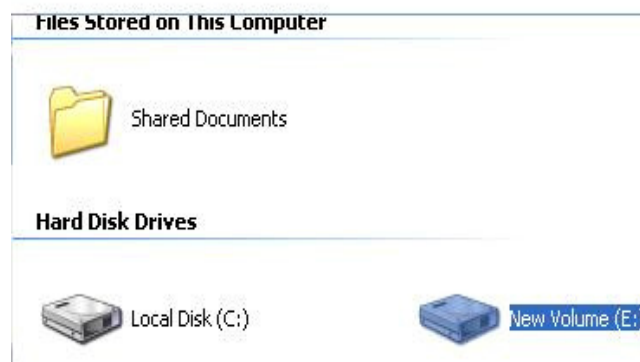 Files Stored on This Computer
Shared Documents
Hard Disk Drives
Local Disk (C:)
New Volume (E: